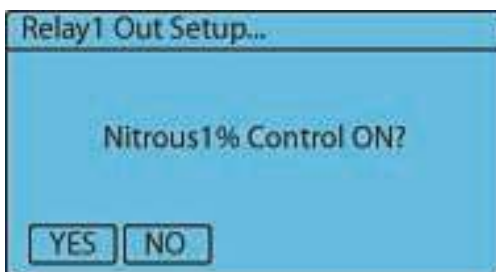 Relay1 Out Setup...
Nitrous1% Control ON?
YES NO